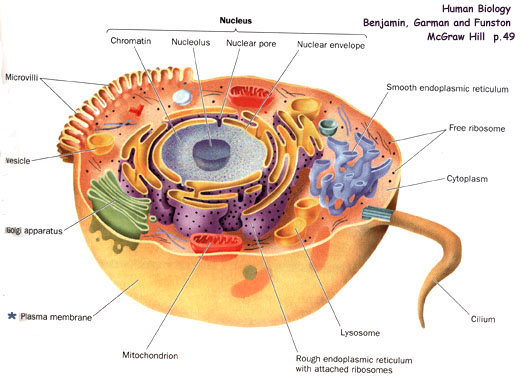 Human Biology
Benjamin, Garman and Funston
McGraw Hill p.49
Nucleus
Chromatin
Nucleolus
Nuclear pore
Nuclear envelope
Microvilli
Smooth endoplasmic reticulum
Free ribosome
Vesicle
Cytoplasm
Golgi apparatus
* Plasma membrane
Mitochondrion
Lysosome
Cilium
Rough endoplasmic reticulum
with attached ribosomes